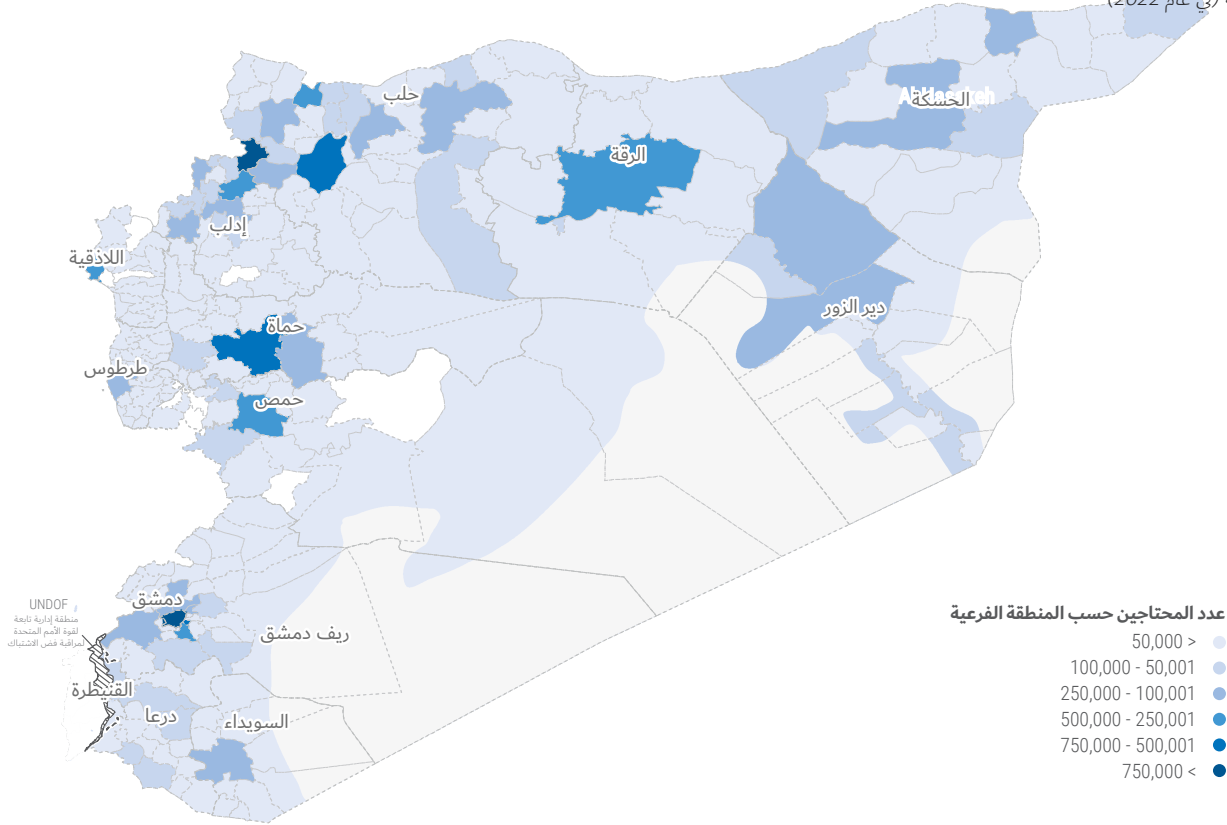 (في عام 2022)
حلب
الحسكة
Al-Hasakeh
الرقة
إدلب
اللاذقية
دير الزور
حماة
طرطوس
حمص
دمشق
UNDOF
منطقة إدارية تابعة
لقوة الأمم المتحدة
لمراقبة فض الاشتباك
ريف دمشق
القنيطرة
درعا
السويداء
عدد المحتاجين حسب المنطقة الفرعية
50,000 >
100,000 - 50,001
250,000 - 100,001
500,000 - 250,001
750,000 - 500,001
750,000 <